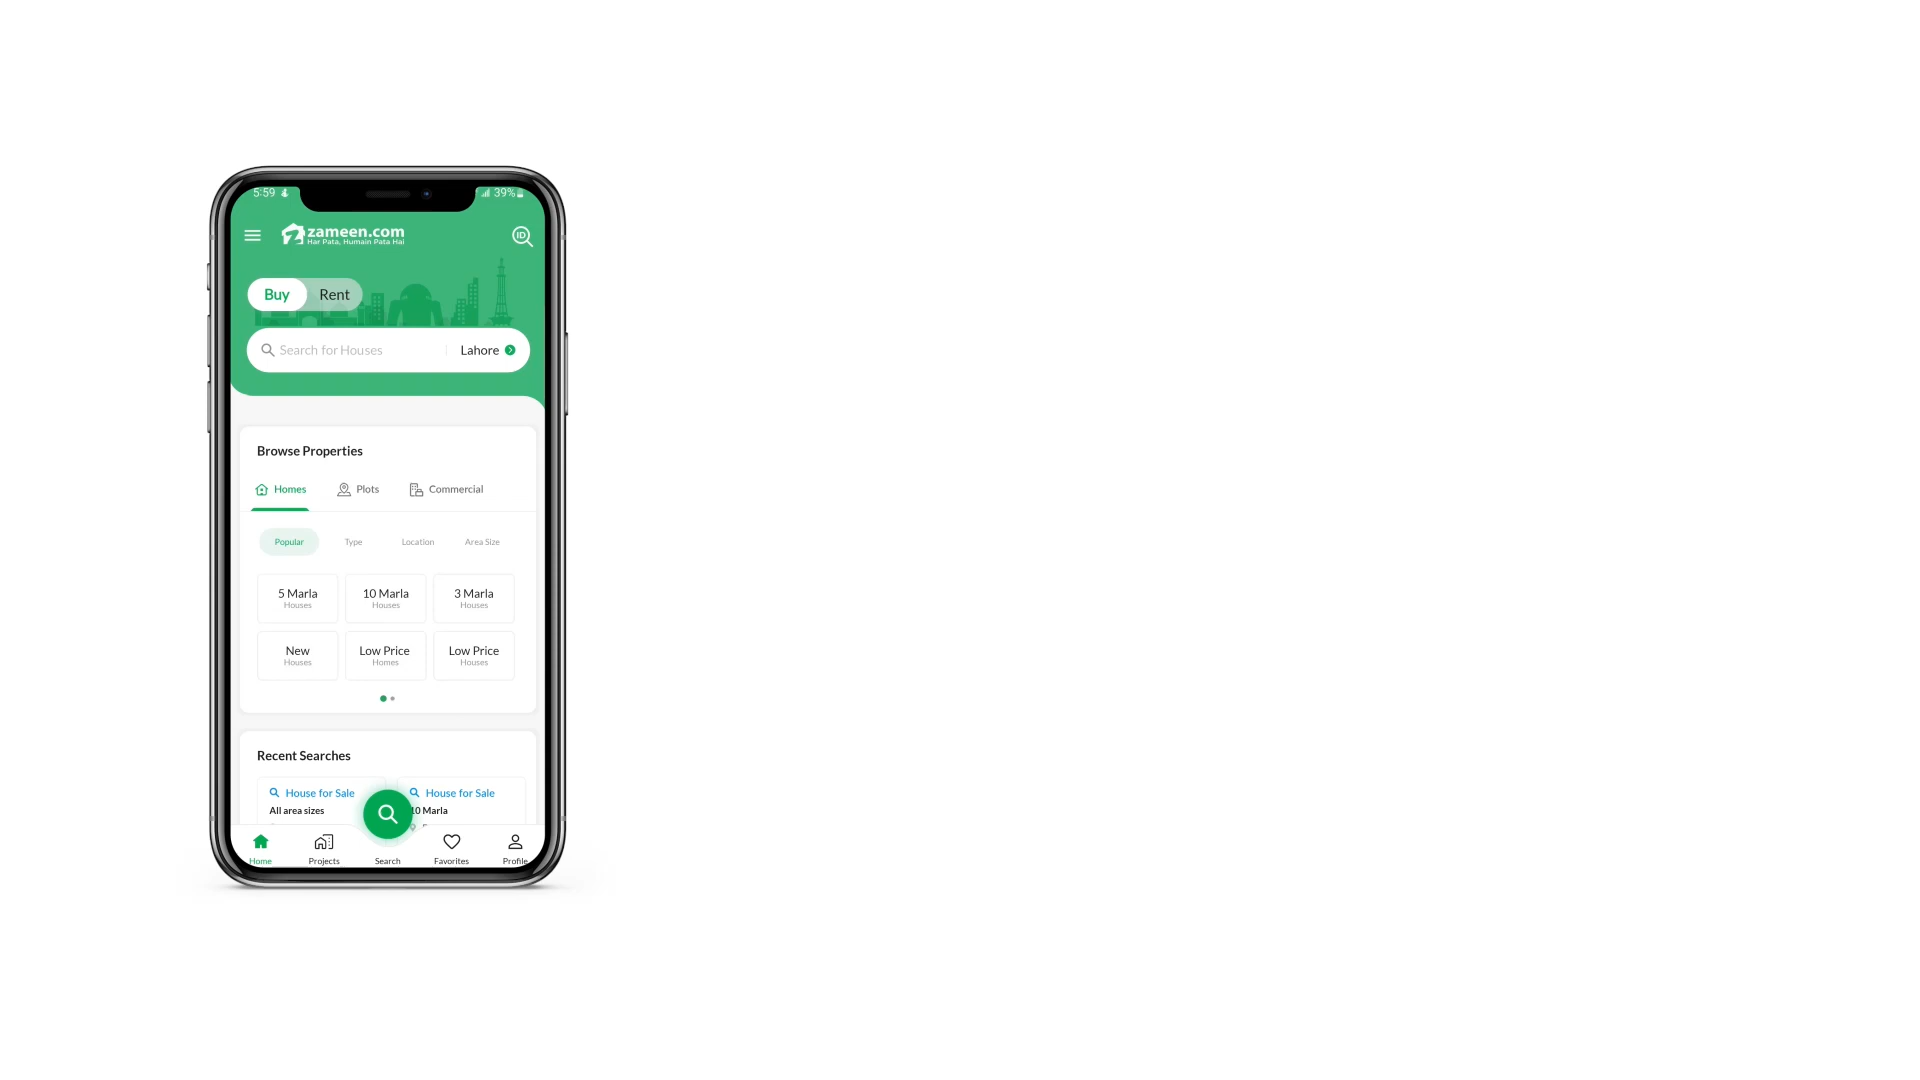 5:59
39%
zameen.com
Har Pata, Humain Pata Hai
ID
Buy Rent
Search for Houses Lahore
Browse Properties
Homes Plots Commercial
Popular Type Location Area Size
5 Marla 10 Marla 3 Marla
Houses Houses Houses
New Low Price Low Price
Houses Homes Houses
Recent Searches
House for Sale House for Sale
All area sizes 10 Marla
Home Projects Search Favorites Profile